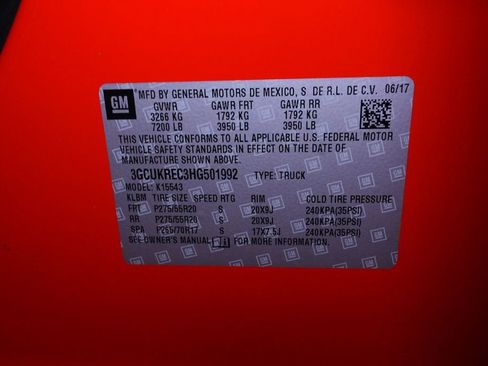 GM
MFD BY GENERAL MOTORS DE MEXICO, S. DE R.L. DE C.V. 06/17
GVWR GAWR FRT GAWR RR
3266 KG 1792 KG 1792 KG
7200 LB 3950 LB 3950 LB
THIS VEHICLE CONFORMS TO ALL APPLICABLE U.S. FEDERAL MOTOR
VEHICLE SAFETY STANDARDS IN EFFECT ON THE DATE OF
MANUFACTURE SHOWN ABOVE.
3GCUKREC3HG501992 TYPE: TRUCK
MODEL: K15543
KLBM TIRE SIZE SPEED RTG RIM COLD TIRE PRESSURE
FRT P275/55R20 S 20X9J 240KPA(35PSI)
RR P275/55R20 S 20X9J 240KPA(35PSI)
SPA P265/70R17 S 17X7.5J 240KPA(35PSI)
SEE OWNER'S MANUAL